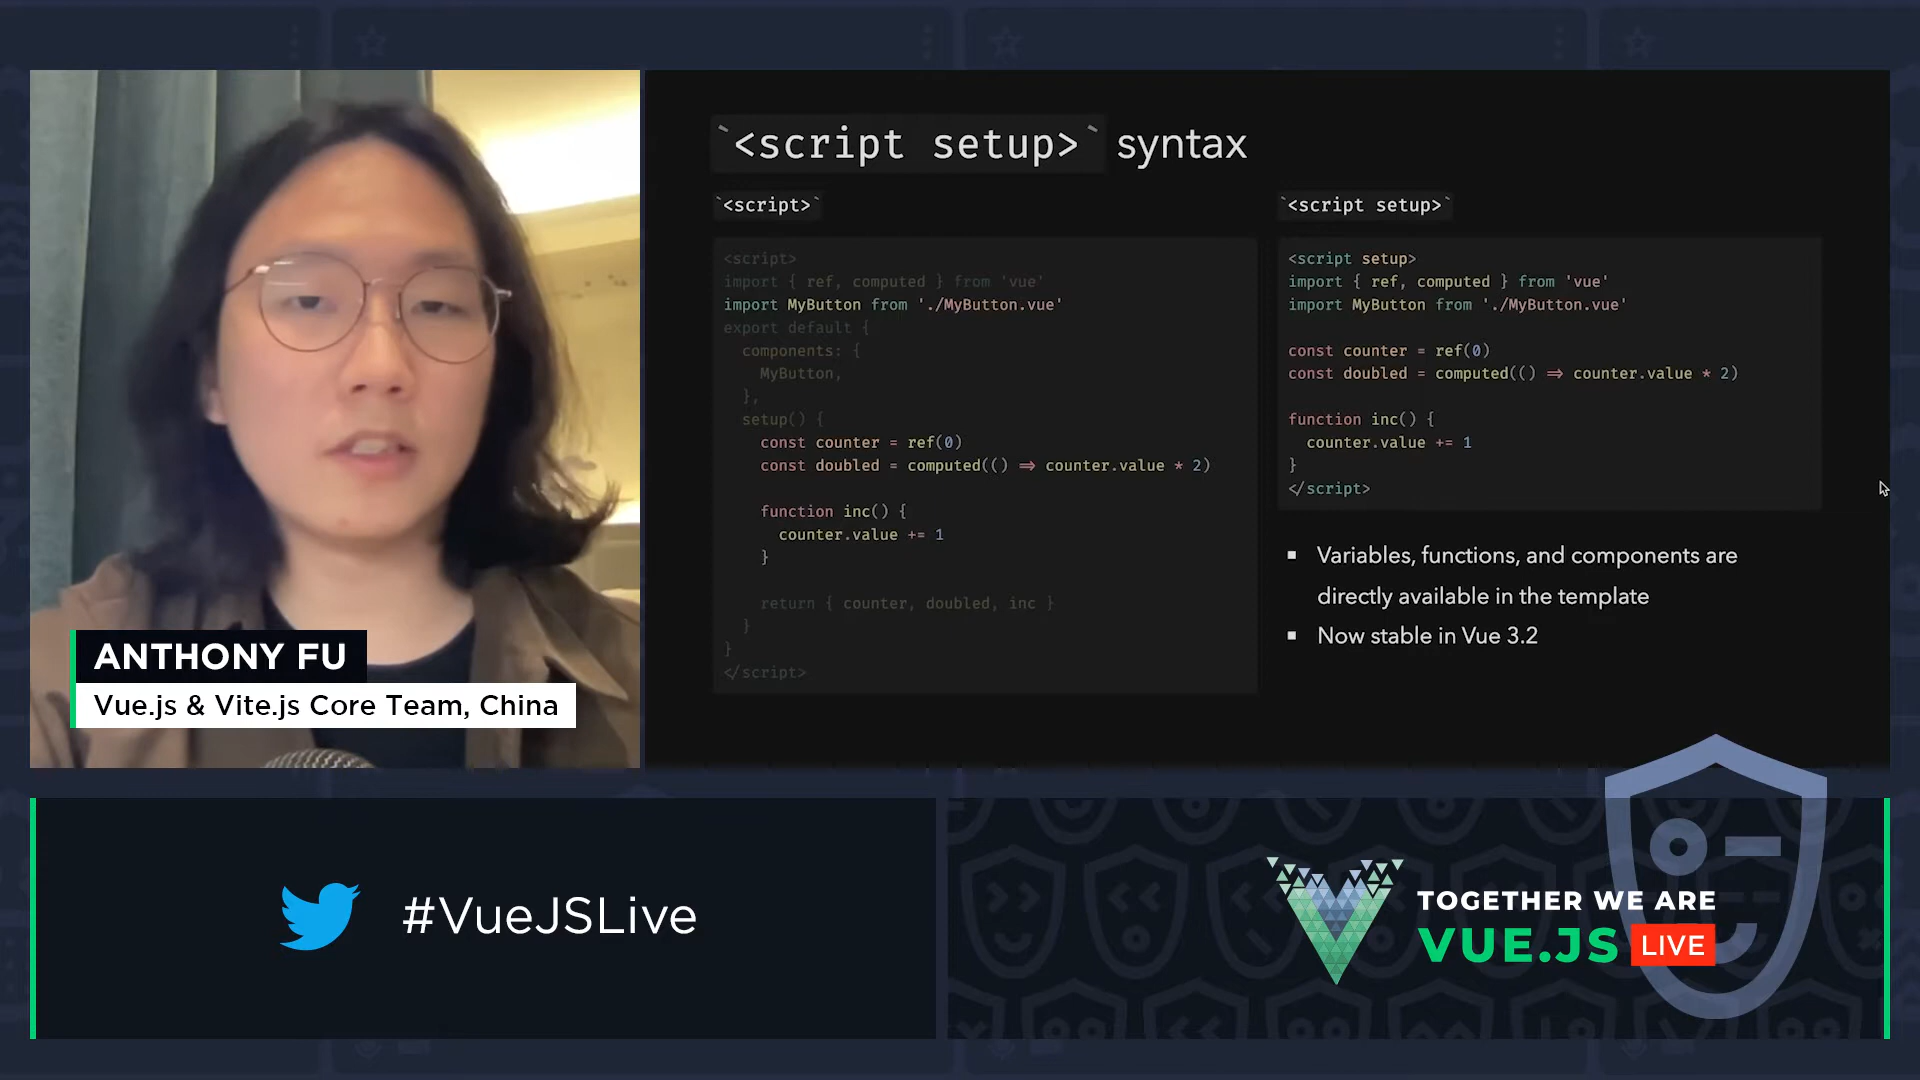 `<script setup>` syntax
`<script>`
<script>
import { ref, computed } from 'vue'
import MyButton from './MyButton.vue'
export default {
  components: {
    MyButton,
  },
  setup() {
    const counter = ref(0)
    const doubled = computed(() => counter.value * 2)

    function inc() {
      counter.value += 1
    }

    return { counter, doubled, inc }
  }
}
</script>
`<script setup>`
<script setup>
import { ref, computed } from 'vue'
import MyButton from './MyButton.vue'

const counter = ref(0)
const doubled = computed(() => counter.value * 2)

function inc() {
  counter.value += 1
}
</script>
▪ Variables, functions, and components are
directly available in the template
▪ Now stable in Vue 3.2
ANTHONY FU
Vue.js & Vite.js Core Team, China
#VueJSLive
TOGETHER WE ARE
VUE.JS LIVE